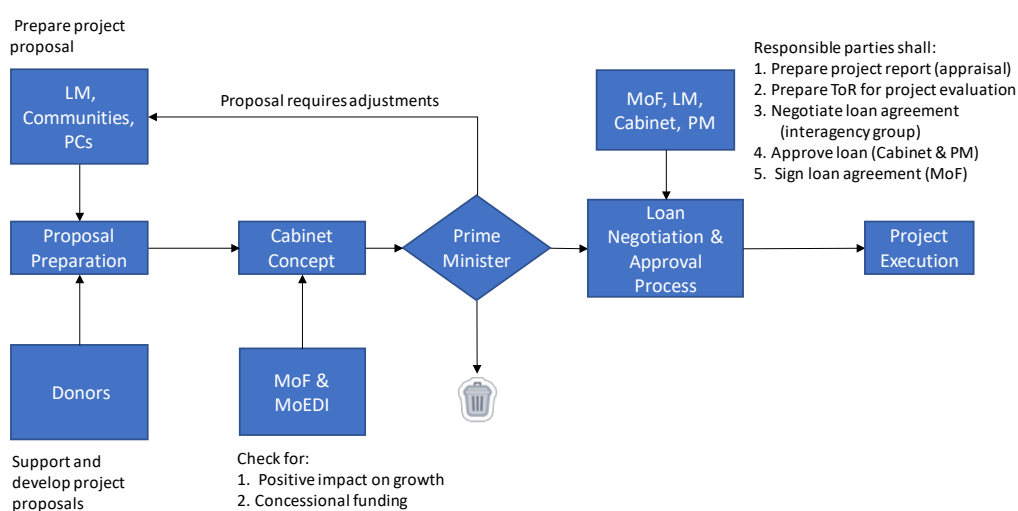 Prepare project
proposal
LM,
Communities,
PCs
Proposal requires adjustments
MoF, LM,
Cabinet, PM
Responsible parties shall:
1. Prepare project report (appraisal)
2. Prepare ToR for project evaluation
3. Negotiate loan agreement
(interagency group)
4. Approve loan (Cabinet & PM)
5. Sign loan agreement (MoF)
Proposal
Preparation
Cabinet
Concept
Prime
Minister
Loan
Negotiation &
Approval
Process
Project
Execution
Donors
MoF &
MoEDI
Support and
develop project
proposals
Check for:
1. Positive impact on growth
2. Concessional funding